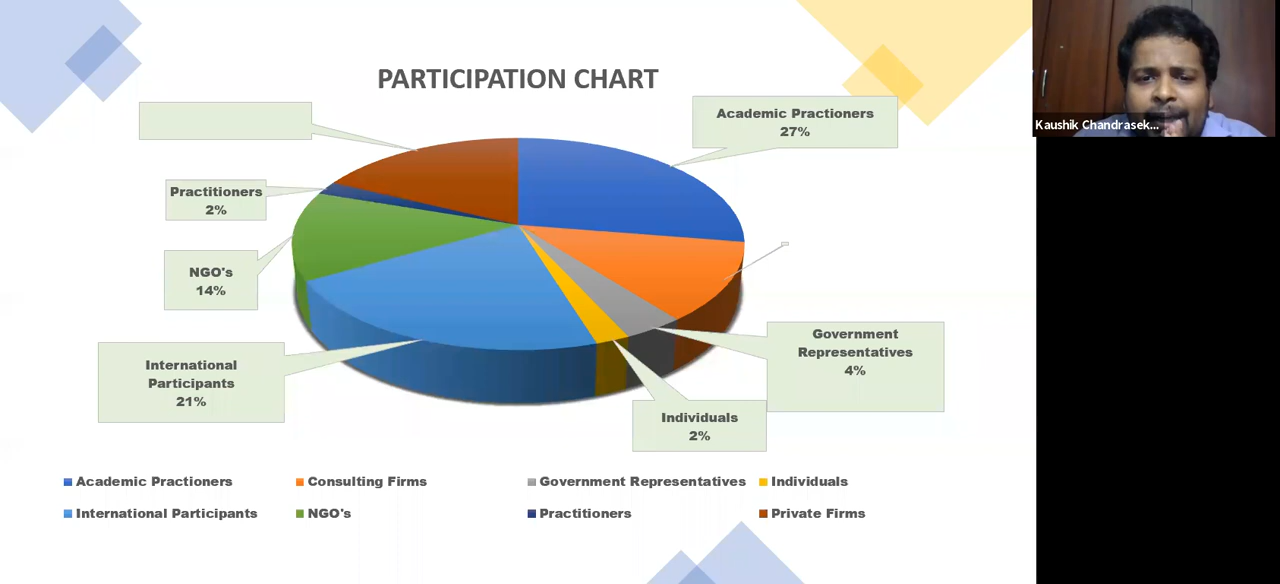 PARTICIPATION CHART
Academic Practioners
27%
Practitioners
2%
NGO's
14%
International
Participants
21%
Government
Representatives
4%
Individuals
2%
Academic Practioners
Consulting Firms
Government Representatives
Individuals
International Participants
NGO's
Practitioners
Private Firms
Kaushik Chandrasek...